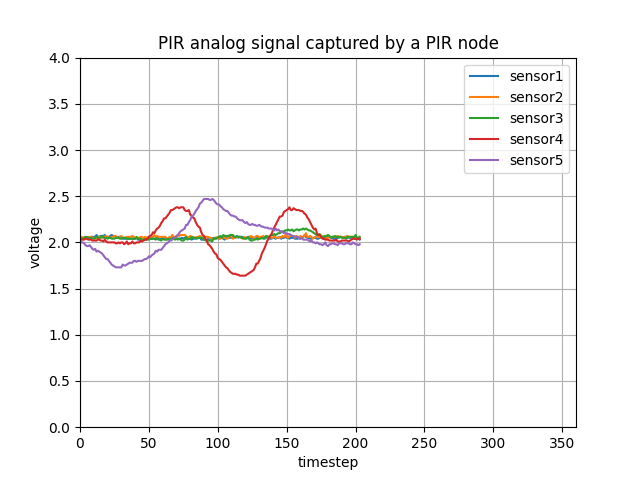 PIR analog signal captured by a PIR node
4.0
3.5
3.0
2.5
2.0
1.5
1.0
0.5
0.0
voltage
sensor1
sensor2
sensor3
sensor4
sensor5
0 50 100 150 200 250 300 350
timestep